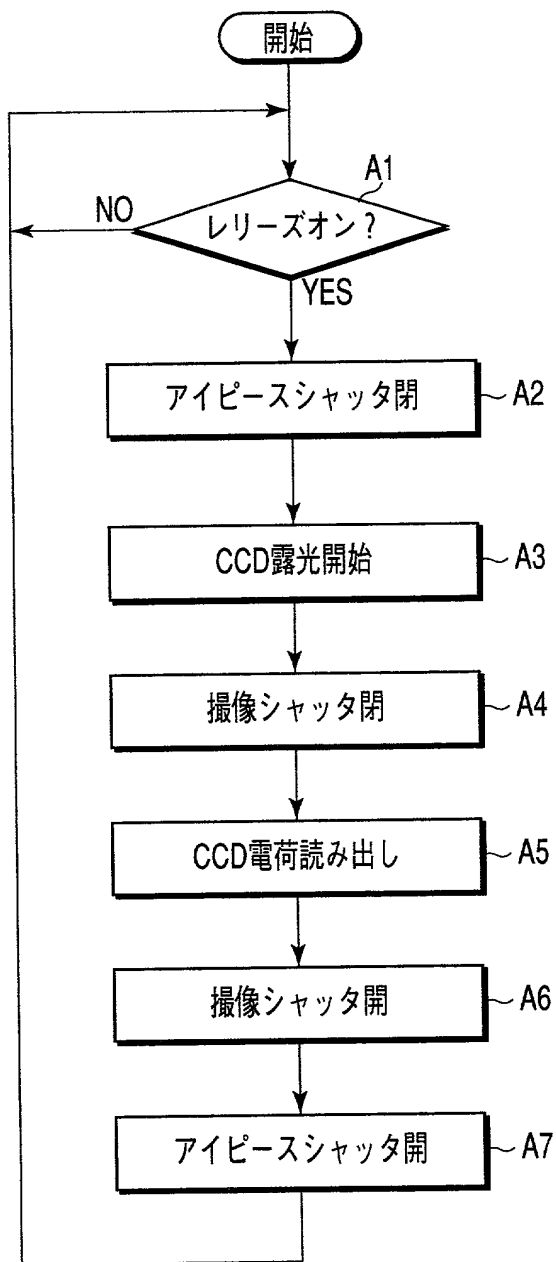 開始
A1
NO
レリーズオン？
YES
アイピースシャッタ閉
A2
CCD露光開始
A3
撮像シャッタ閉
A4
CCD電荷読み出し
A5
撮像シャッタ開
A6
アイピースシャッタ開
A7